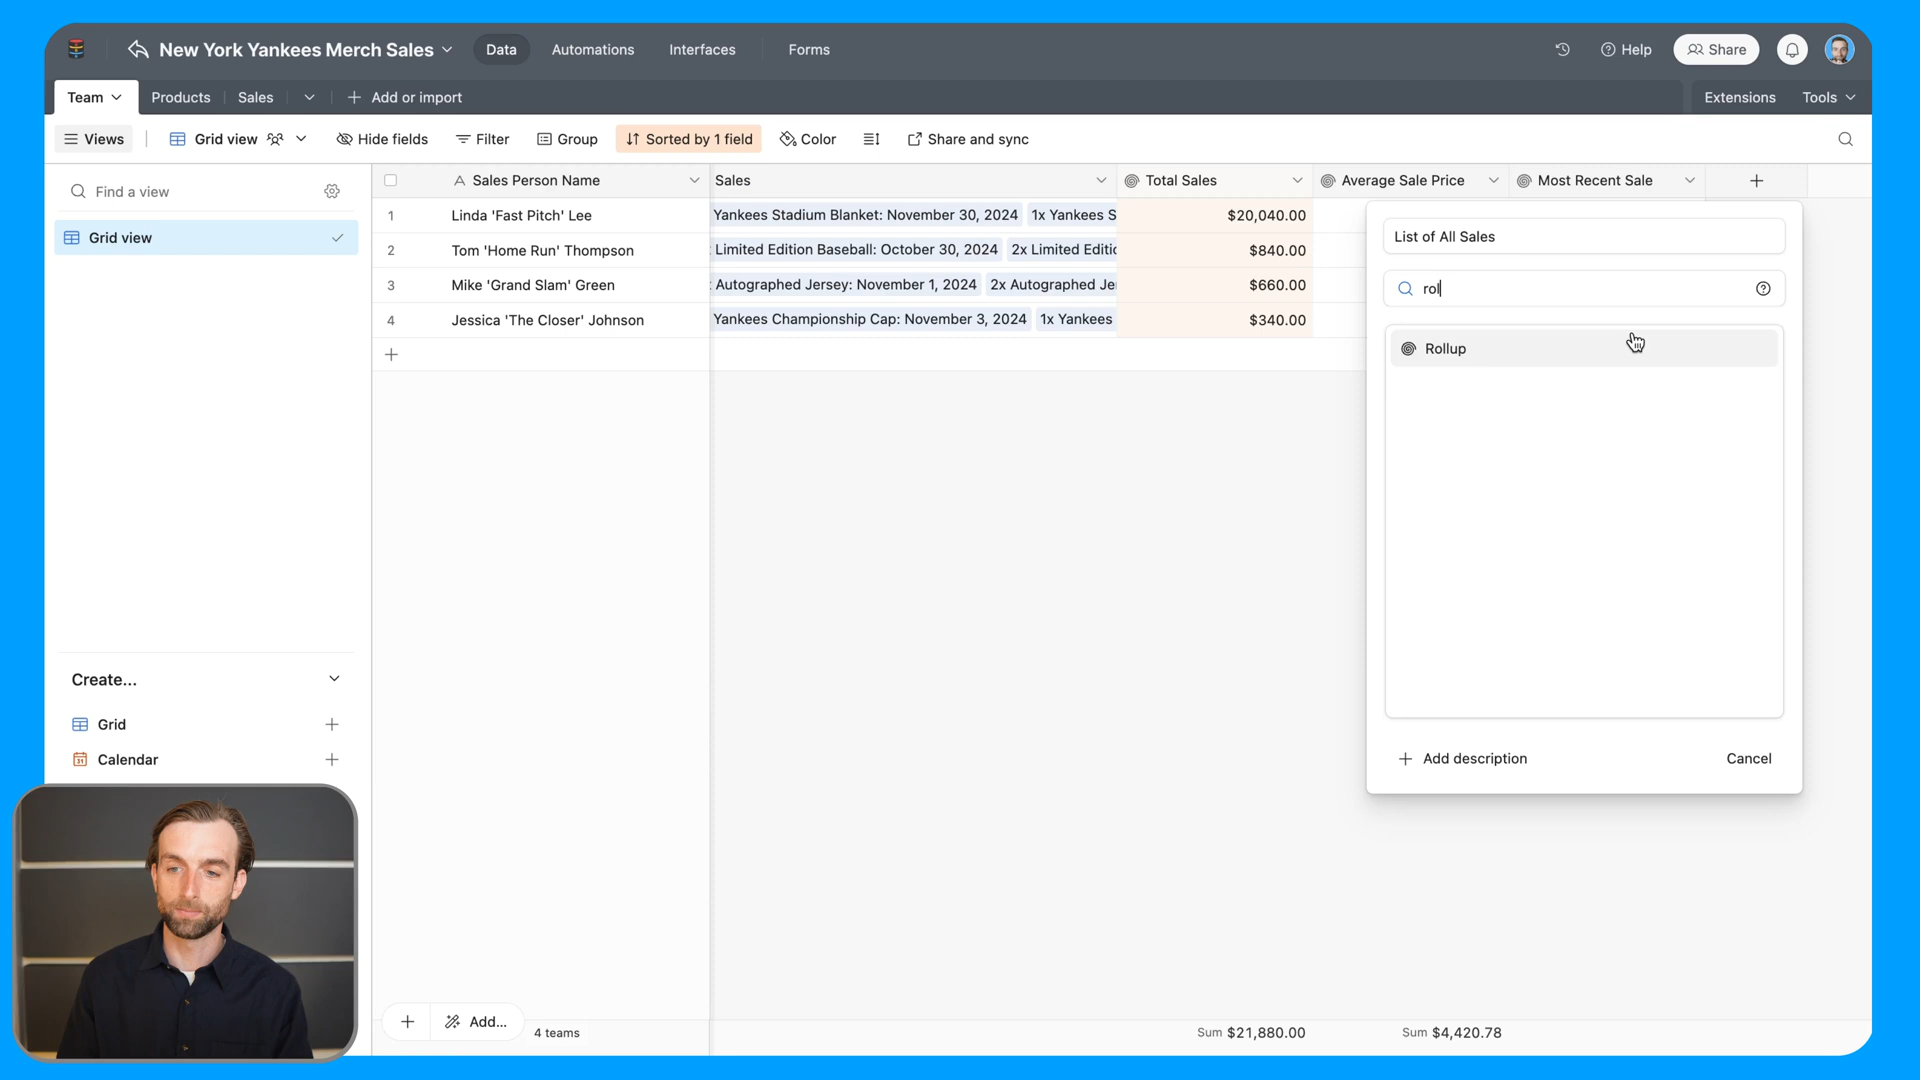 New York Yankees Merch Sales
Data
Automations
Interfaces
Forms
Help
Share
Team
Products
Sales
Add or import
Extensions
Tools
Views
Grid view
Hide fields
Filter
Group
Sorted by 1 field
Color
Share and sync
Find a view
Grid view
Sales Person Name
Sales
Total Sales
Average Sale Price
Most Recent Sale
1 Linda 'Fast Pitch' Lee Yankees Stadium Blanket: November 30, 2024 1x Yankees S $20,040.00
2 Tom 'Home Run' Thompson Limited Edition Baseball: October 30, 2024 2x Limited Editic $840.00
3 Mike 'Grand Slam' Green Autographed Jersey: November 1, 2024 2x Autographed Je $660.00
4 Jessica 'The Closer' Johnson Yankees Championship Cap: November 3, 2024 1x Yankees $340.00
List of All Sales
rol
Rollup
Add description
Cancel
Create...
Grid
31 Calendar
Add...
4 teams
Sum $21,880.00
Sum $4,420.78